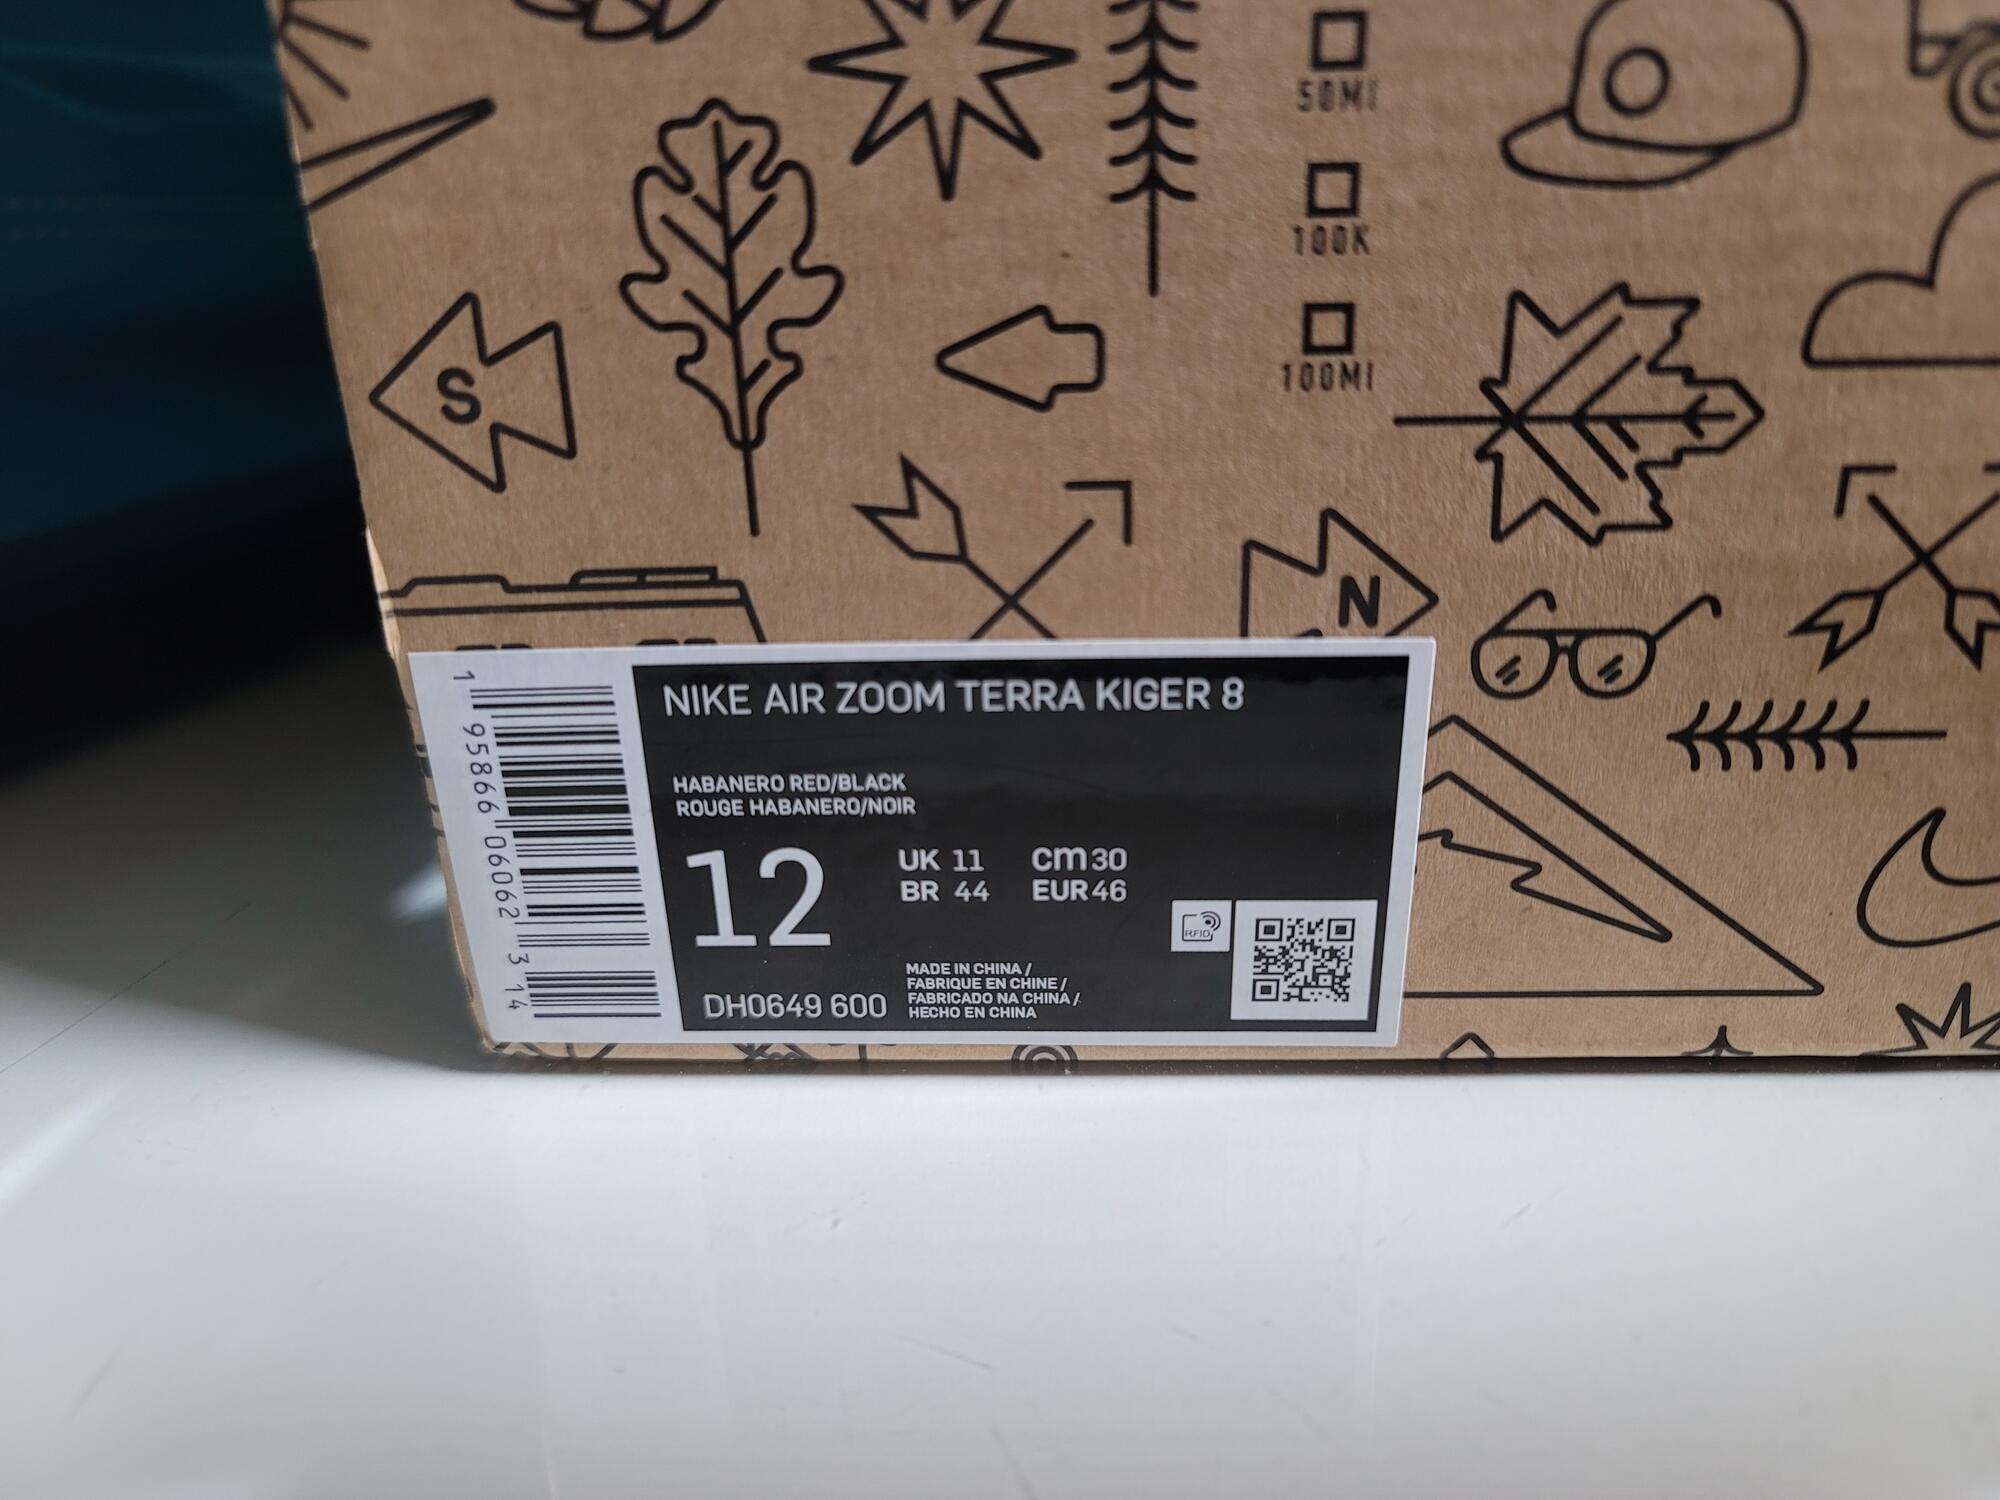 50MI
100K
100MI
S
N
NIKE AIR ZOOM TERRA KIGER 8
HABANERO RED/BLACK
ROUGE HABANERO/NOIR
12
UK 11 cm 30
BR 44 EUR 46
RFID
DH0649 600
MADE IN CHINA /
FABRIQUE EN CHINE /
FABRICADO NA CHINA /
HECHO EN CHINA
1 95866 06062 3 14